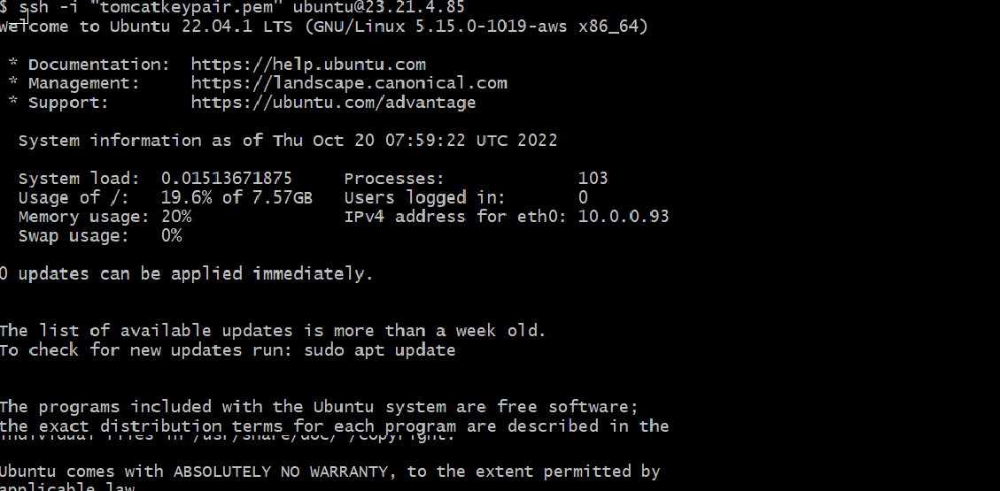 $ ssh -i "tomcatkeypair.pem" ubuntu@23.21.4.85
Welcome to Ubuntu 22.04.1 LTS (GNU/Linux 5.15.0-1019-aws x86_64)
* Documentation: https://help.ubuntu.com
* Management: https://landscape.canonical.com
* Support: https://ubuntu.com/advantage
System information as of Thu Oct 20 07:59:22 UTC 2022
System load: 0.01513671875 Processes: 103
Usage of /: 19.6% of 7.57GB Users logged in: 0
Memory usage: 20% IPv4 address for eth0: 10.0.0.93
Swap usage: 0%
0 updates can be applied immediately.
The list of available updates is more than a week old.
To check for new updates run: sudo apt update
The programs included with the Ubuntu system are free software;
the exact distribution terms for each program are described in the
individual files in /usr/share/doc/ /copyright.
Ubuntu comes with ABSOLUTELY NO WARRANTY, to the extent permitted by
applicable law